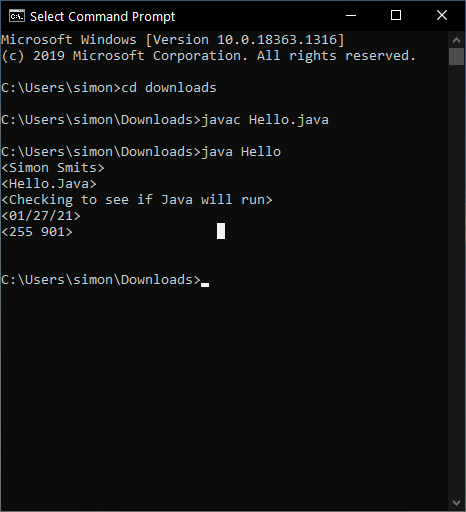 Select Command Prompt
Microsoft Windows [Version 10.0.18363.1316]
(c) 2019 Microsoft Corporation. All rights reserved.
C:\Users\simon>cd downloads
C:\Users\simon\Downloads>javac Hello.java
C:\Users\simon\Downloads>java Hello
<Simon Smits>
<Hello.Java>
<Checking to see if Java will run>
<01/27/21>
<255 901>
C:\Users\simon\Downloads>